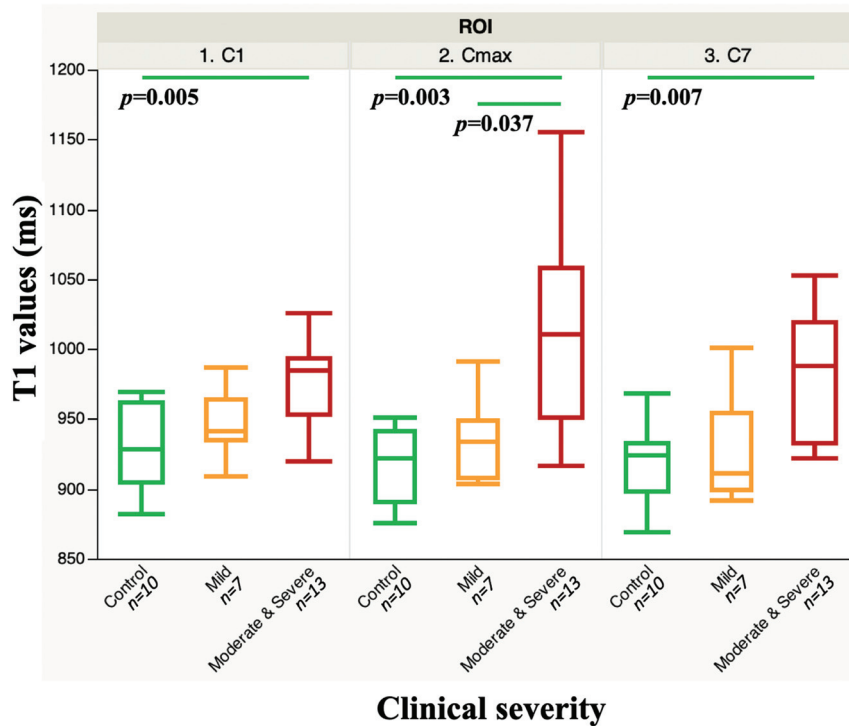 ROI
1. C1
2. Cmax
3. C7
T1 values (ms)
1200
1150
1100
1050
1000
950
900
850
p=0.005
p=0.003
p=0.037
p=0.007
Control
n=10
Mild
n=7
Moderate & Severe
n=13
Control
n=10
Mild
n=7
Moderate & Severe
n=13
Control
n=10
Mild
n=7
Moderate & Severe
n=13
Clinical severity